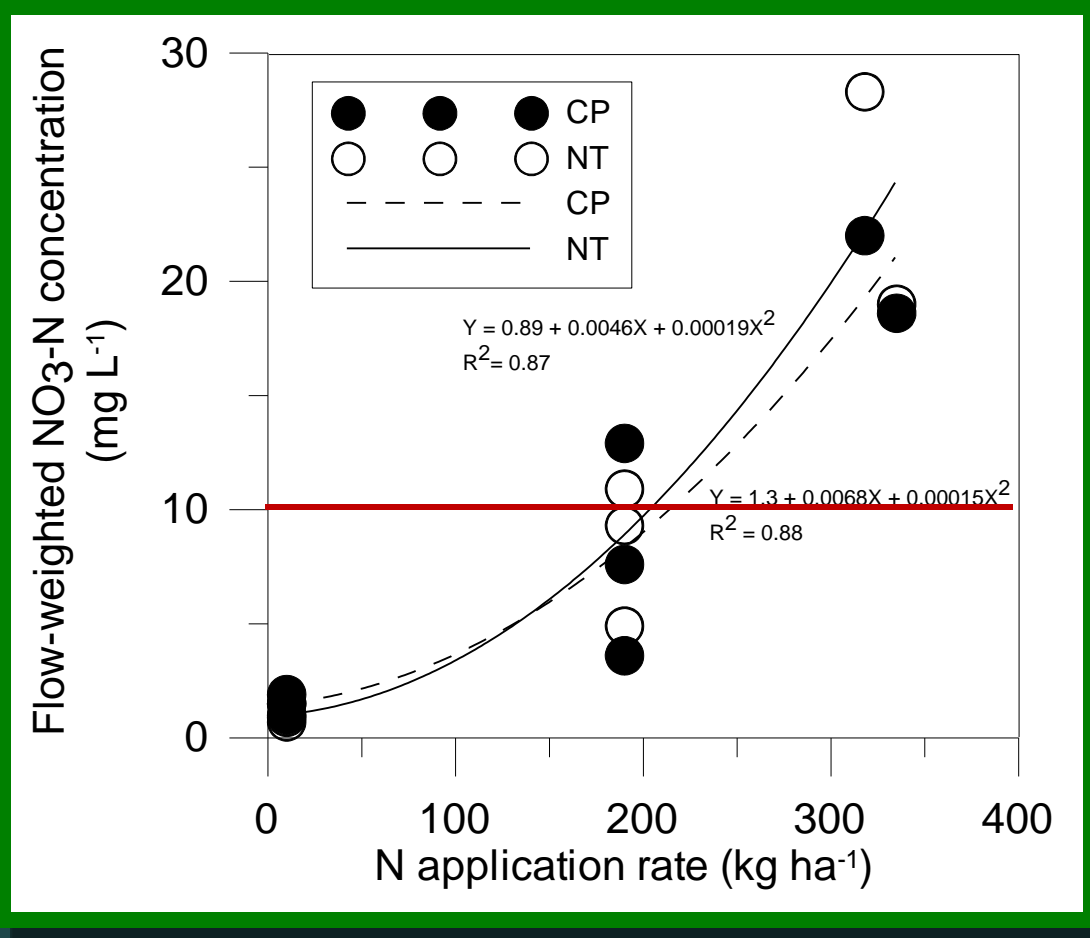 Flow-weighted NO3-N concentration
(mg L-1)
30
20
10
0
CP
NT
CP
NT
Y = 0.89 + 0.0046X + 0.00019X2
R2= 0.87
Y = 1.3 + 0.0068X + 0.00015X2
R2 = 0.88
0 100 200 300 400
N application rate (kg ha-1)